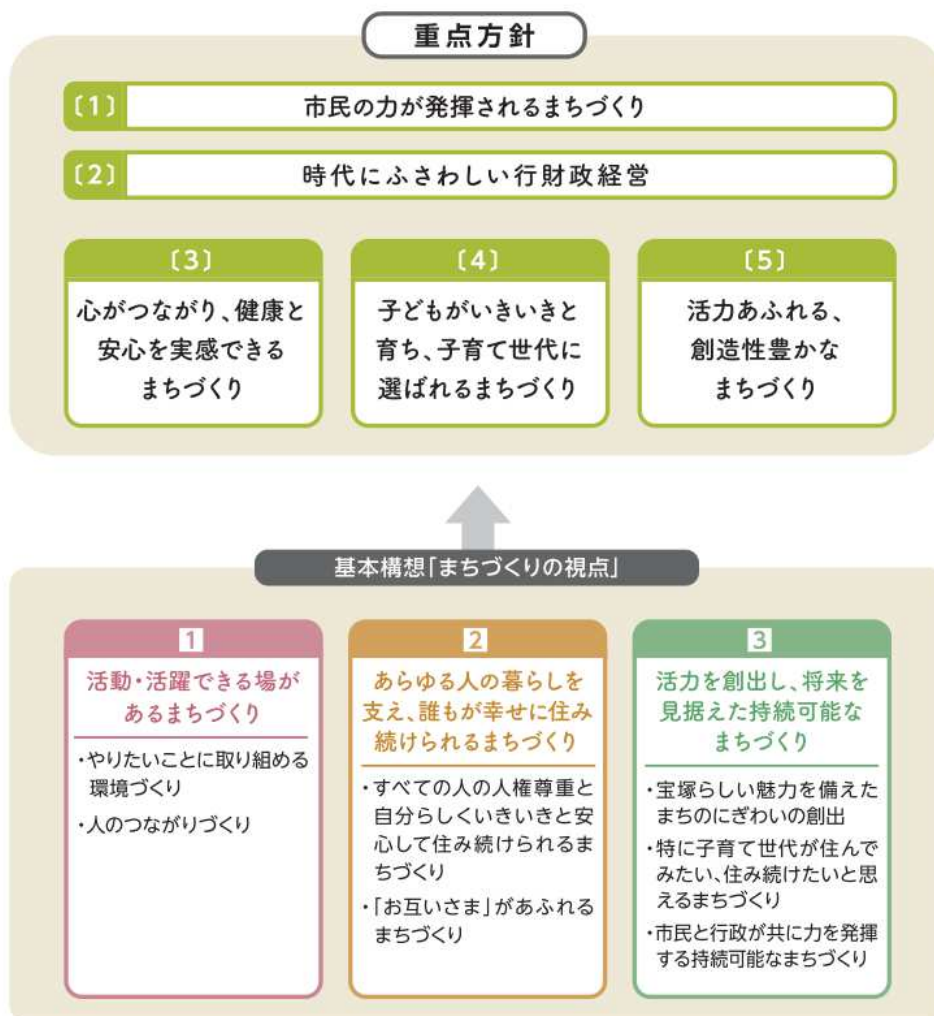 重点方針
〔1〕 市民の力が発揮されるまちづくり
〔2〕 時代にふさわしい行財政経営
〔3〕
心がつながり、健康と
安心を実感できる
まちづくり
〔4〕
子どもがいきいきと
育ち、子育て世代に
選ばれるまちづくり
〔5〕
活力あふれる、
創造性豊かな
まちづくり
基本構想「まちづくりの視点」
1
活動・活躍できる場が
あるまちづくり
・やりたいことに取り組める
環境づくり
・人のつながりづくり
2
あらゆる人の暮らしを
支え、誰もが幸せに住み
続けられるまちづくり
・すべての人の人権尊重と
自分らしくいきいきと安
心して住み続けられるま
ちづくり
・「お互いさま」があふれる
まちづくり
3
活力を創出し、将来を
見据えた持続可能な
まちづくり
・宝塚らしい魅力を備えた
まちのにぎわいの創出
・特に子育て世代が住んで
みたい、住み続けたいと思
えるまちづくり
・市民と行政が共に力を発揮
する持続可能なまちづくり